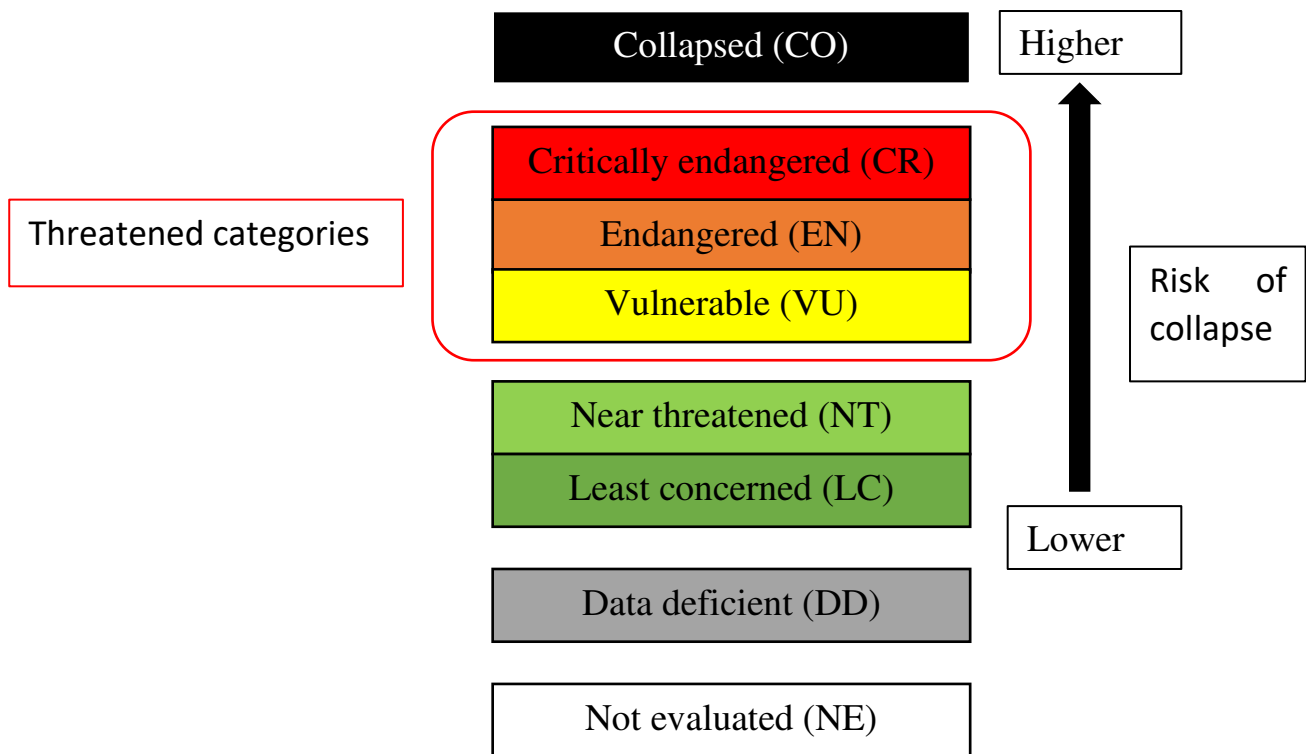 Collapsed (CO)
Higher
Critically endangered (CR)
Threatened categories
Endangered (EN)
Vulnerable (VU)
Risk of
collapse
Near threatened (NT)
Least concerned (LC)
Lower
Data deficient (DD)
Not evaluated (NE)